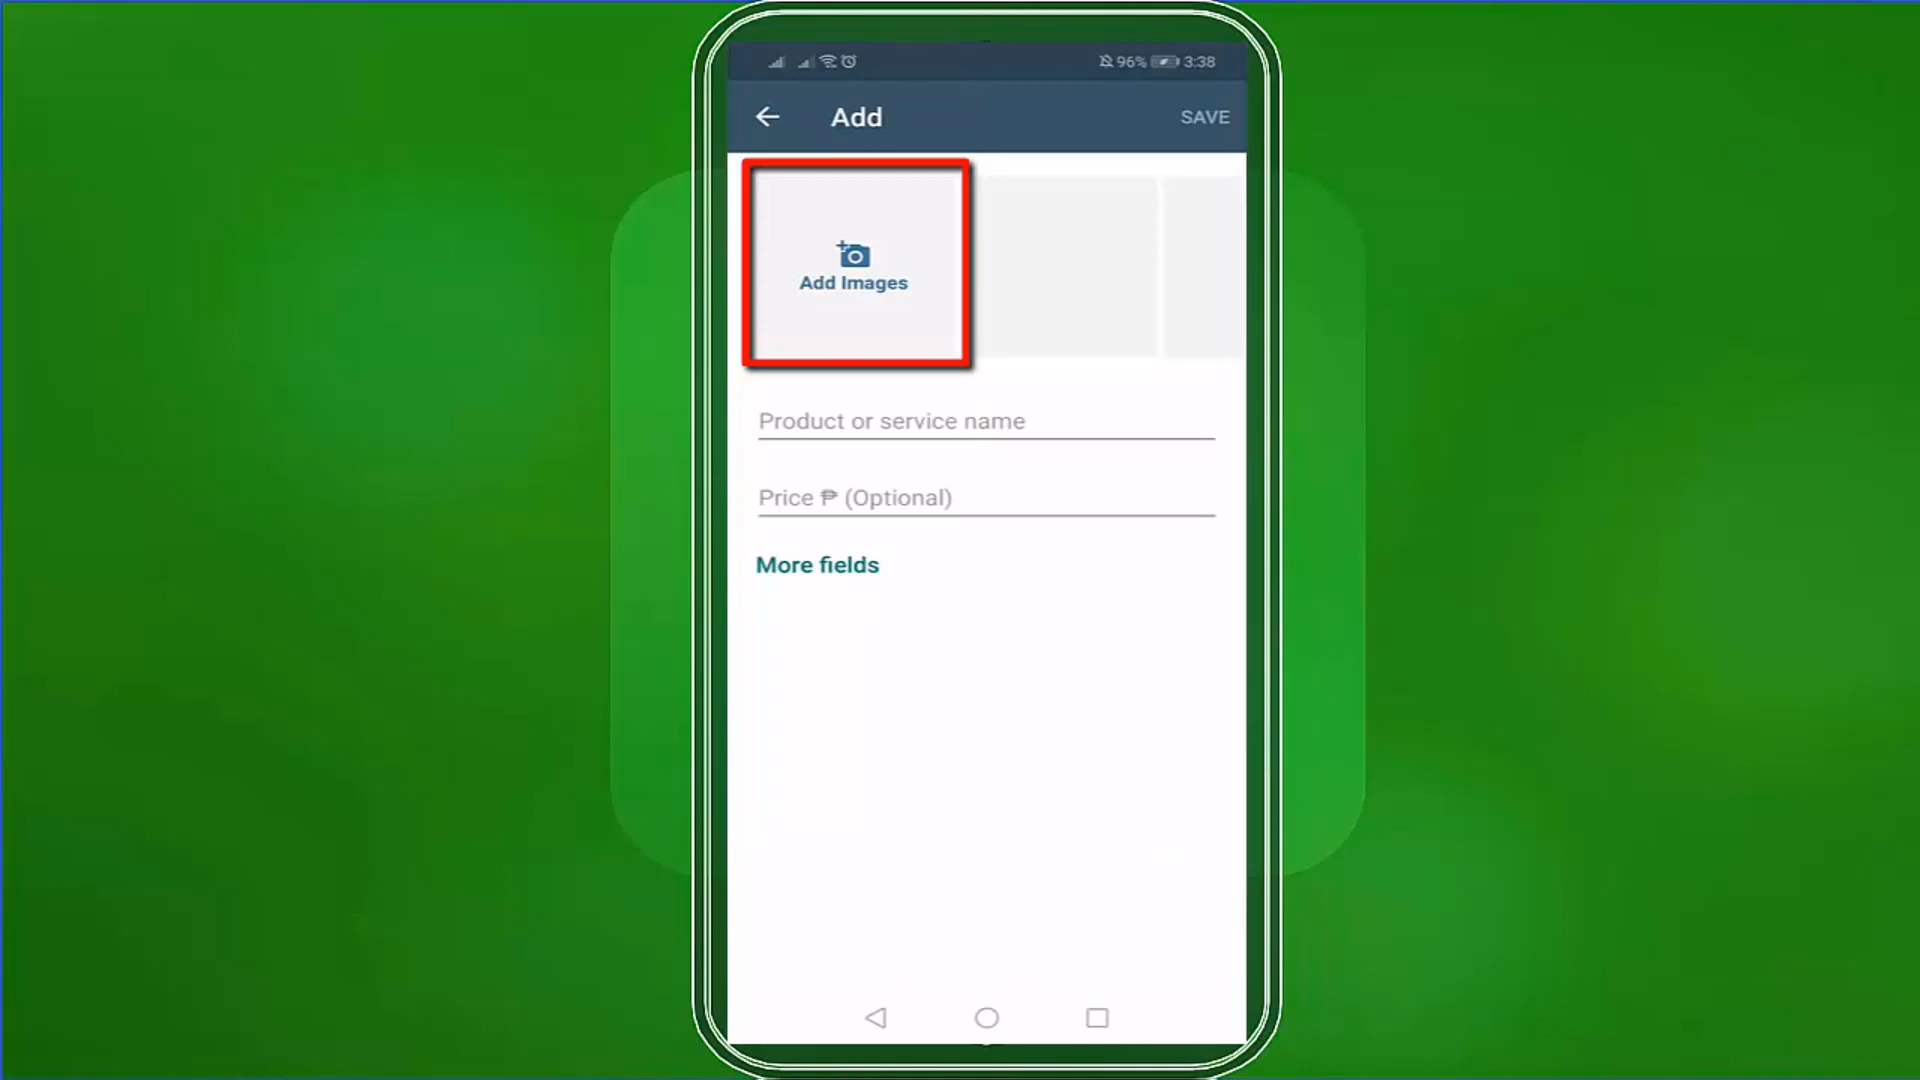 96% 3:38
Add SAVE
Add Images
Product or service name
Price ₱ (Optional)
More fields